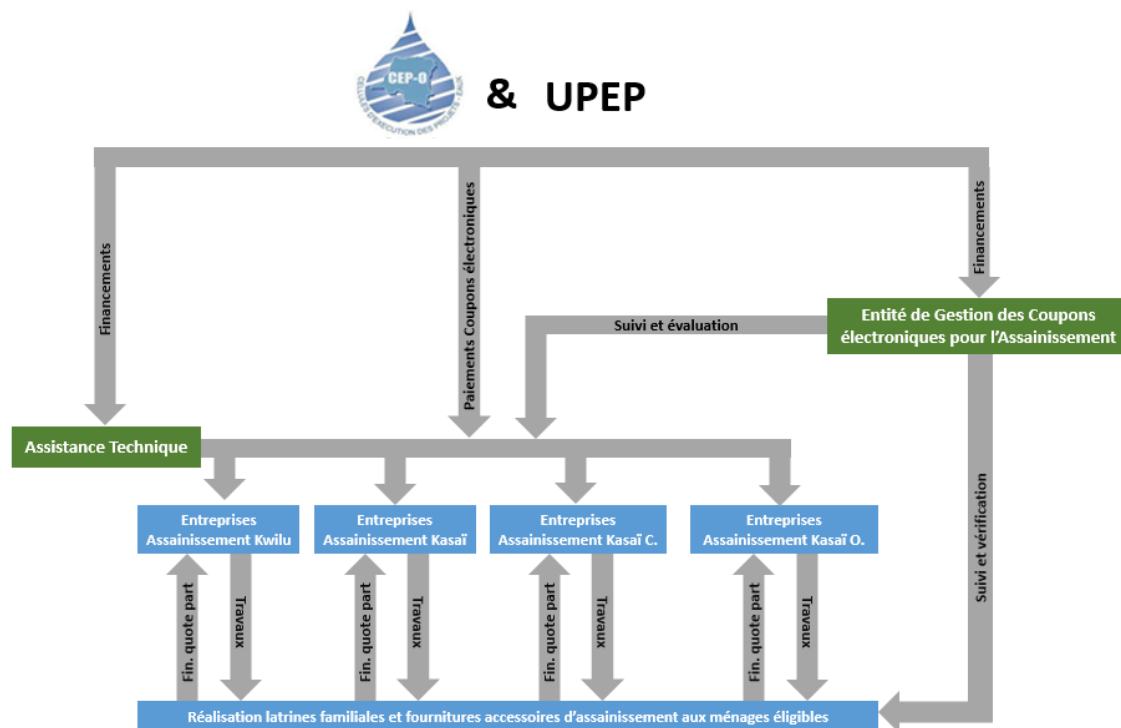 CEP-O
CELLULES D'EXECUTION DES PROJETS - EAUX
& UPEP
Financements
Paiements Coupons électroniques
Financements
Entité de Gestion des Coupons
électroniques pour l'Assainissement
Suivi et évaluation
Assistance Technique
Entreprises
Assainissement Kwilu
Entreprises
Assainissement Kasaï
Entreprises
Assainissement Kasaï C.
Entreprises
Assainissement Kasaï O.
Suivi et vérification
Fin. quote part
Travaux
Fin. quote part
Travaux
Fin. quote part
Travaux
Fin. quote part
Travaux
Réalisation latrines familiales et fournitures accessoires d'assainissement aux ménages éligibles